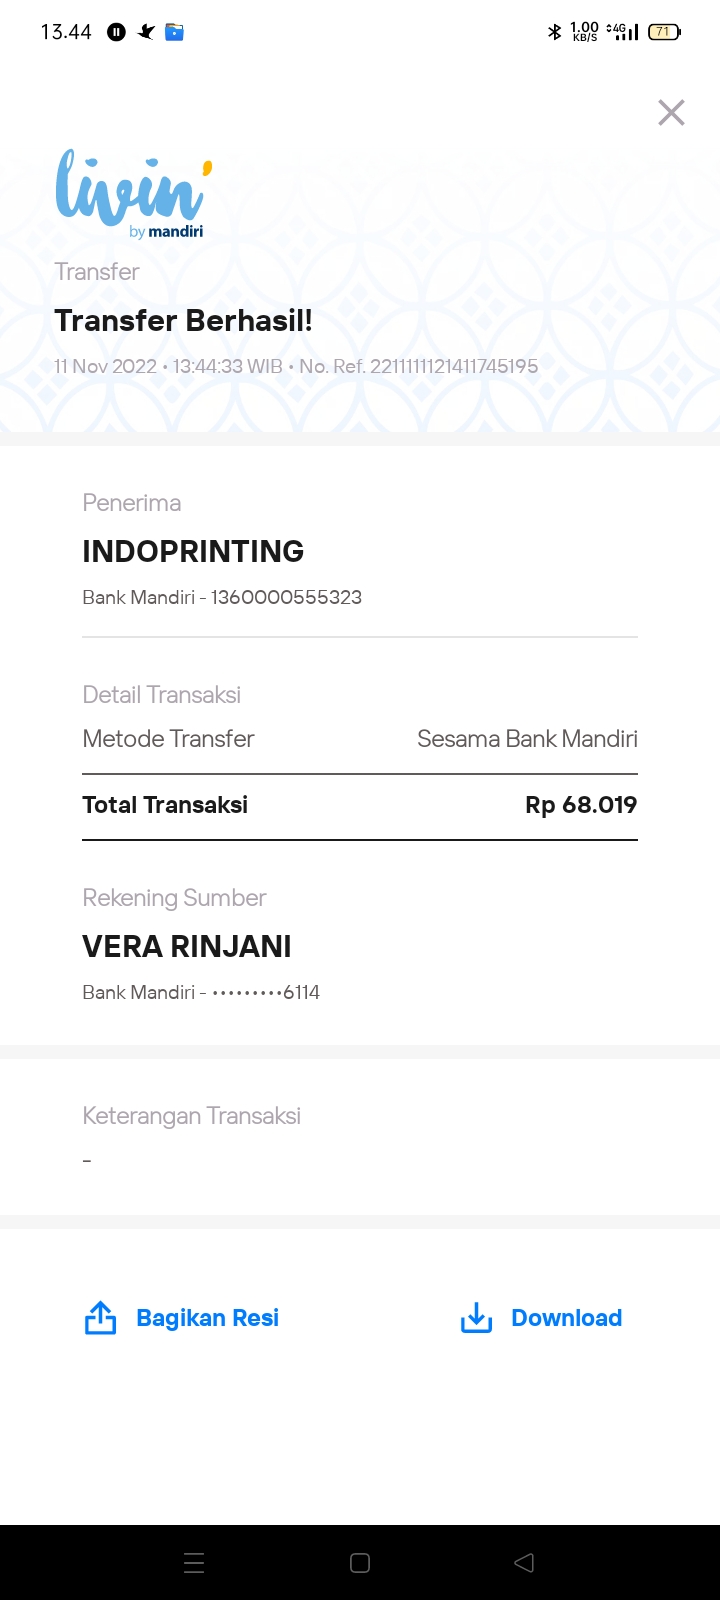 13.44
1.00
KB/S
4G
71
livin'
by mandiri
Transfer
Transfer Berhasil!
11 Nov 2022 • 13:44:33 WIB • No. Ref. 2211111121411745195
Penerima
INDOPRINTING
Bank Mandiri - 1360000555323
Detail Transaksi
Metode Transfer Sesama Bank Mandiri
Total Transaksi Rp 68.019
Rekening Sumber
VERA RINJANI
Bank Mandiri - •••••••••6114
Keterangan Transaksi
-
Bagikan Resi Download